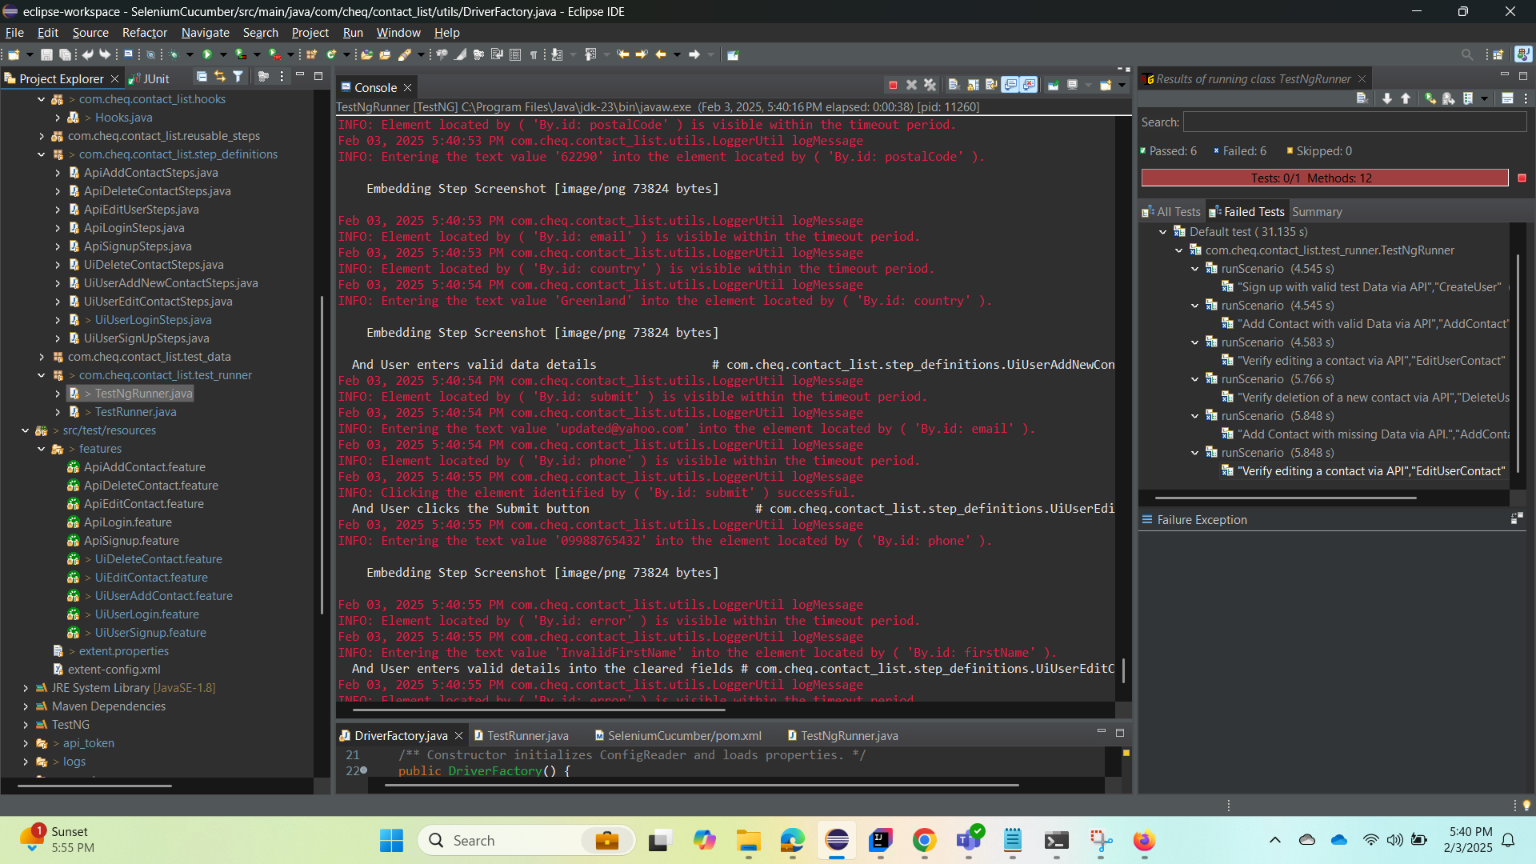 eclipse-workspace - SeleniumCucumber/src/main/java/com/cheq/contact_list/utils/DriverFactory.java - Eclipse IDE
File Edit Source Refactor Navigate Search Project Run Window Help
Project Explorer
JUnit
> com.cheq.contact_list.hooks
> Hooks.java
com.cheq.contact_list.reusable_steps
> com.cheq.contact_list.step_definitions
ApiAddContactSteps.java
ApiDeleteContactSteps.java
ApiEditUserSteps.java
ApiLoginSteps.java
ApiSignupSteps.java
UiDeleteContactSteps.java
UiUserAddNewContactSteps.java
UiUserEditContactSteps.java
> UiUserLoginSteps.java
UiUserSignUpSteps.java
com.cheq.contact_list.test_data
> com.cheq.contact_list.test_runner
> TestNgRunner.java
> TestRunner.java
> src/test/resources
> features
ApiAddContact.feature
ApiDeleteContact.feature
ApiEditContact.feature
ApiLogin.feature
ApiSignup.feature
> UiDeleteContact.feature
> UiEditContact.feature
> UiUserAddContact.feature
> UiUserLogin.feature
> UiUserSignup.feature
> extent.properties
extent-config.xml
JRE System Library [JavaSE-1.8]
Maven Dependencies
TestNG
> api_token
> logs
Console
TestNgRunner [TestNG] C:\Program Files\Java\jdk-23\bin\javaw.exe (Feb 3, 2025, 5:40:16 PM elapsed: 0:00:38) [pid: 11260]
INFO: Element located by ( 'By.id: postalCode' ) is visible within the timeout period.
Feb 03, 2025 5:40:53 PM com.cheq.contact_list.utils.LoggerUtil logMessage
INFO: Entering the text value '62290' into the element located by ( 'By.id: postalCode' ).
Embedding Step Screenshot [image/png 73824 bytes]
Feb 03, 2025 5:40:53 PM com.cheq.contact_list.utils.LoggerUtil logMessage
INFO: Element located by ( 'By.id: email' ) is visible within the timeout period.
Feb 03, 2025 5:40:53 PM com.cheq.contact_list.utils.LoggerUtil logMessage
INFO: Element located by ( 'By.id: country' ) is visible within the timeout period.
Feb 03, 2025 5:40:54 PM com.cheq.contact_list.utils.LoggerUtil logMessage
INFO: Entering the text value 'Greenland' into the element located by ( 'By.id: country' ).
Embedding Step Screenshot [image/png 73824 bytes]
And User enters valid data details # com.cheq.contact_list.step_definitions.UiUserAddNewCon
Feb 03, 2025 5:40:54 PM com.cheq.contact_list.utils.LoggerUtil logMessage
INFO: Element located by ( 'By.id: submit' ) is visible within the timeout period.
Feb 03, 2025 5:40:54 PM com.cheq.contact_list.utils.LoggerUtil logMessage
INFO: Entering the text value 'updated@yahoo.com' into the element located by ( 'By.id: email' ).
Feb 03, 2025 5:40:54 PM com.cheq.contact_list.utils.LoggerUtil logMessage
INFO: Element located by ( 'By.id: phone' ) is visible within the timeout period.
Feb 03, 2025 5:40:55 PM com.cheq.contact_list.utils.LoggerUtil logMessage
INFO: Clicking the element identified by ( 'By.id: submit' ) successful.
And User clicks the Submit button # com.cheq.contact_list.step_definitions.UiUserEdi
Feb 03, 2025 5:40:55 PM com.cheq.contact_list.utils.LoggerUtil logMessage
INFO: Entering the text value '09988765432' into the element located by ( 'By.id: phone' ).
Embedding Step Screenshot [image/png 73824 bytes]
Feb 03, 2025 5:40:55 PM com.cheq.contact_list.utils.LoggerUtil logMessage
INFO: Element located by ( 'By.id: error' ) is visible within the timeout period.
Feb 03, 2025 5:40:55 PM com.cheq.contact_list.utils.LoggerUtil logMessage
INFO: Entering the text value 'InvalidFirstName' into the element located by ( 'By.id: firstName' ).
And User enters valid details into the cleared fields # com.cheq.contact_list.step_definitions.UiUserEditC
Feb 03, 2025 5:40:55 PM com.cheq.contact_list.utils.LoggerUtil logMessage
INFO: Element located by ( 'By.id: error' ) is visible within the timeout period.
DriverFactory.java
TestRunner.java
SeleniumCucumber/pom.xml
TestNgRunner.java
21 /** Constructor initializes ConfigReader and loads properties. */
22 public DriverFactory() {
Results of running class TestNgRunner
Search:
Passed: 6 Failed: 6 Skipped: 0
Tests: 0/1 Methods: 12
All Tests Failed Tests Summary
Default test ( 31.135 s)
com.cheq.contact_list.test_runner.TestNgRunner
runScenario (4.545 s)
"Sign up with valid test Data via API","CreateUser"
runScenario (4.545 s)
"Add Contact with valid Data via API","AddContact"
runScenario (4.583 s)
"Verify editing a contact via API","EditUserContact"
runScenario (5.766 s)
"Verify deletion of a new contact via API","DeleteUs
runScenario (5.848 s)
"Add Contact with missing Data via API.","AddConta
runScenario (5.848 s)
"Verify editing a contact via API","EditUserContact"
Failure Exception
1
Sunset
5:55 PM
Search
5:40 PM
2/3/2025